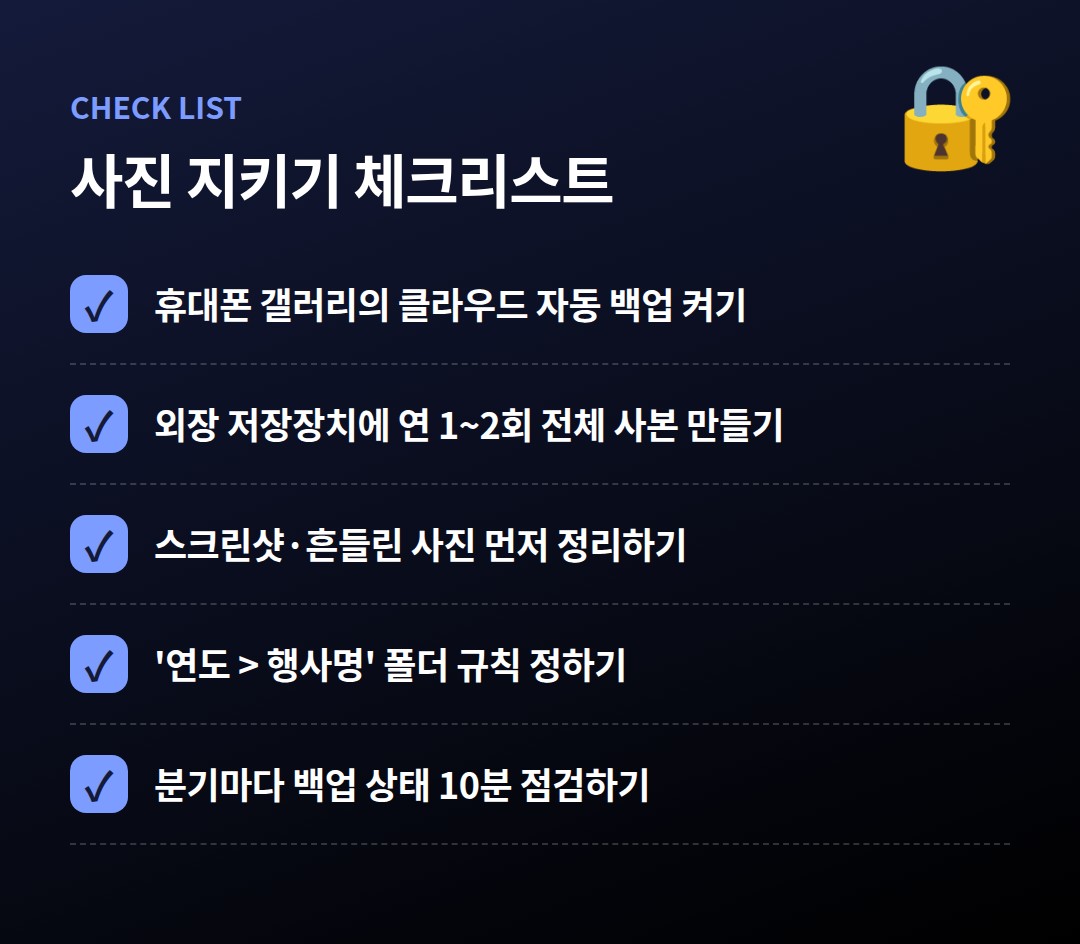 CHECK LIST
사진 지키기 체크리스트
휴대폰 갤러리의 클라우드 자동 백업 켜기
외장 저장장치에 연 1~2회 전체 사본 만들기
스크린샷·흔들린 사진 먼저 정리하기
'연도 > 행사명' 폴더 규칙 정하기
분기마다 백업 상태 10분 점검하기